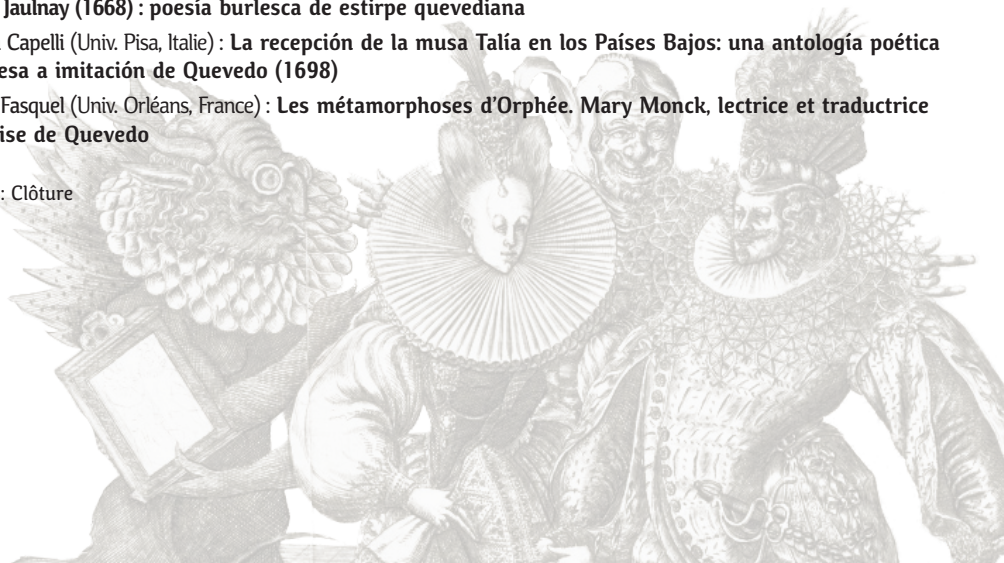 Jaulnay (1668) : poesía burlesca de estirpe quevediana
Capelli (Univ. Pisa, Italie) : La recepción de la musa Talía en los Países Bajos: una antología poética
esa a imitación de Quevedo (1698)
Fasquel (Univ. Orléans, France) : Les métamorphoses d’Orphée. Mary Monck, lectrice et traductrice
ise de Quevedo
: Clôture